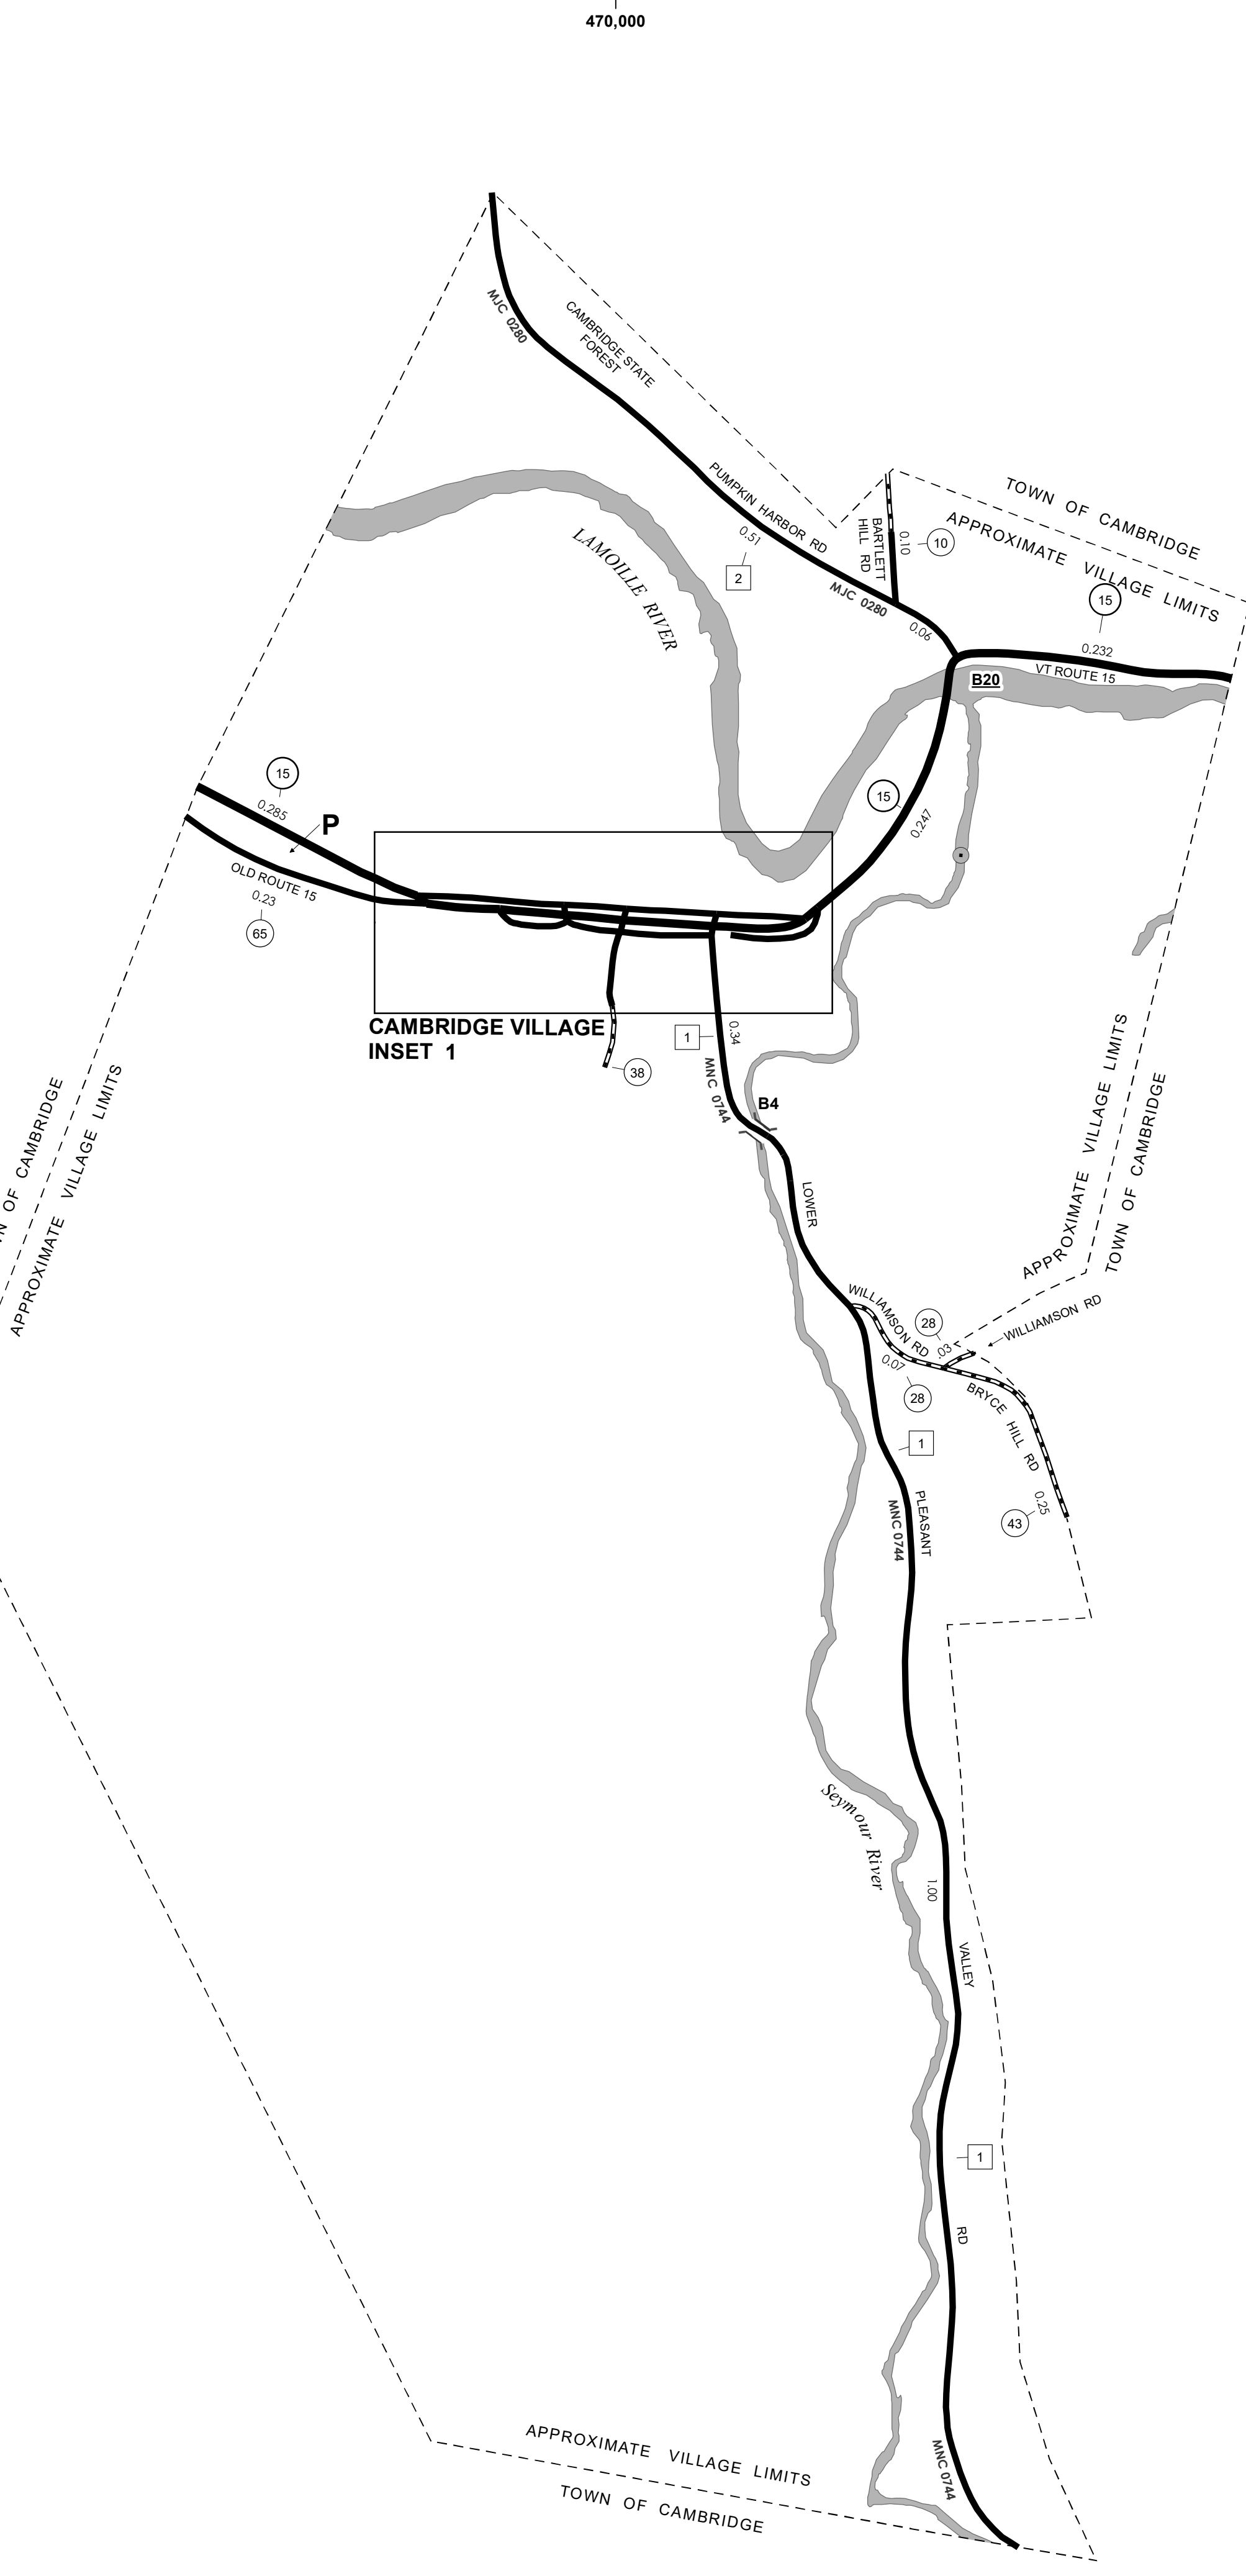 470,000
MJC 0280
CAMBRIDGE STATE
FOREST
PUMPKIN HARBOR RD
0.51
2
LAMOILLE RIVER
BARTLETT
HILL RD
0.10
10
TOWN OF CAMBRIDGE
APPROXIMATE VILLAGE LIMITS
15
MJC 0280
0.06
0.232
VT ROUTE 15
B20
15
0.285
P
15
0.247
OLD ROUTE 15
0.23
65
CAMBRIDGE VILLAGE
INSET 1
38
1
0.34
MNC 0744
B4
N OF CAMBRIDGE
APPROXIMATE VILLAGE LIMITS
APPROXIMATE VILLAGE LIMITS
TOWN OF CAMBRIDGE
LOWER
WILLIAMSON RD
28
.03
WILLIAMSON RD
0.07
28
BRYCE HILL RD
1
0.25
43
PLEASANT
MNC 0744
Seymour River
1.00
VALLEY
1
RD
MNC 0744
APPROXIMATE VILLAGE LIMITS
TOWN OF CAMBRIDGE